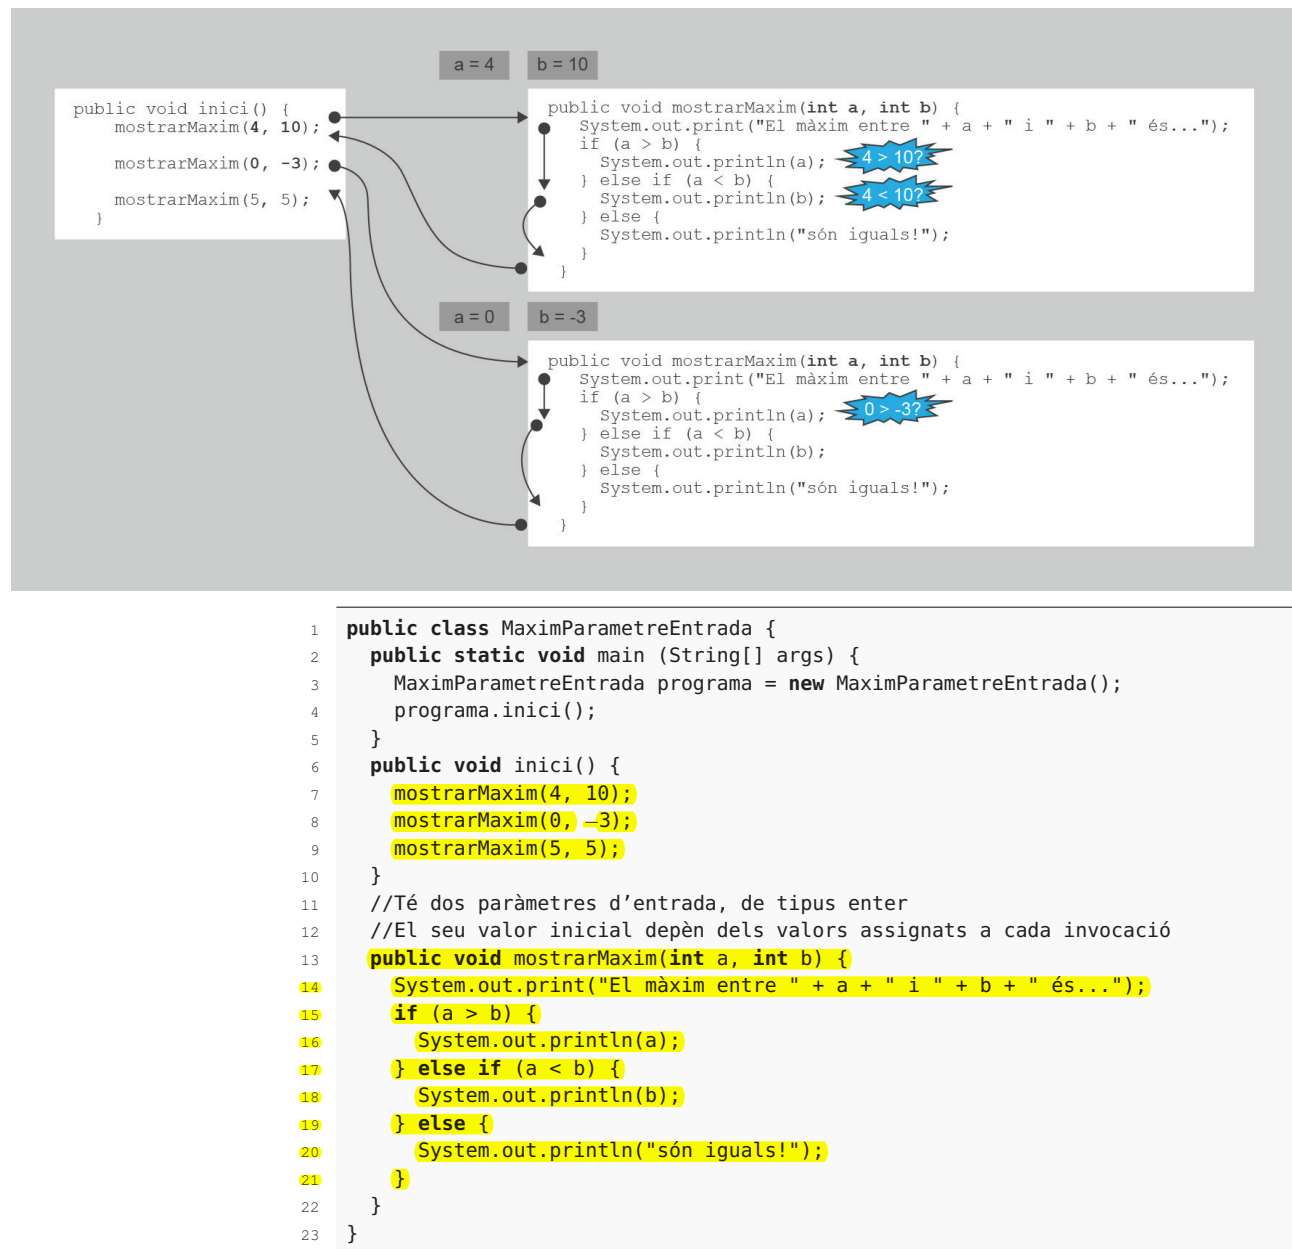 a = 4 b = 10
public void inici() {
mostrarMaxim(4, 10);
mostrarMaxim(0, -3);
mostrarMaxim(5, 5);
}
public void mostrarMaxim(int a, int b) {
System.out.print("El màxim entre " + a + " i " + b + " és...");
if (a > b) {
System.out.println(a); 4 > 10?
} else if (a < b) {
System.out.println(b); 4 < 10?
} else {
System.out.println("són iguals!");
}
}
a = 0 b = -3
public void mostrarMaxim(int a, int b) {
System.out.print("El màxim entre " + a + " i " + b + " és...");
if (a > b) {
System.out.println(a); 0 > -3?
} else if (a < b) {
System.out.println(b);
} else {
System.out.println("són iguals!");
}
}
1 public class MaximParametreEntrada {
2 public static void main (String[] args) {
3 MaximParametreEntrada programa = new MaximParametreEntrada();
4 programa.inici();
5 }
6 public void inici() {
7 mostrarMaxim(4, 10);
8 mostrarMaxim(0, −3);
9 mostrarMaxim(5, 5);
10 }
11 //Té dos paràmetres d’entrada, de tipus enter
12 //El seu valor inicial depèn dels valors assignats a cada invocació
13 public void mostrarMaxim(int a, int b) {
14 System.out.print("El màxim entre " + a + " i " + b + " és...");
15 if (a > b) {
16 System.out.println(a);
17 } else if (a < b) {
18 System.out.println(b);
19 } else {
20 System.out.println("són iguals!");
21 }
22 }
23 }